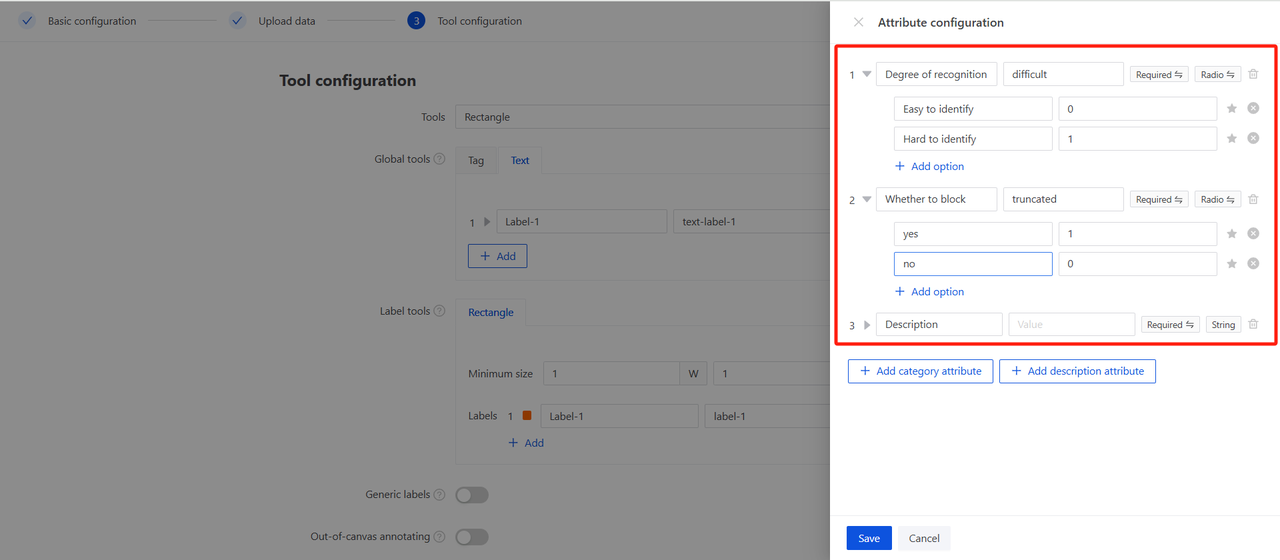 Basic configuration
Upload data
3 Tool configuration
Tool configuration
Tools Rectangle
Global tools ? Tag Text
1 Label-1 text-label-1
+ Add
Label tools ? Rectangle
Minimum size 1 W 1
Labels 1 Label-1 label-1
+ Add
Generic labels ?
Out-of-canvas annotating ?
Attribute configuration
1 Degree of recognition difficult Required Radio
Easy to identify 0
Hard to identify 1
+ Add option
2 Whether to block truncated Required Radio
yes 1
no 0
+ Add option
3 Description Value Required String
+ Add category attribute + Add description attribute
Save Cancel